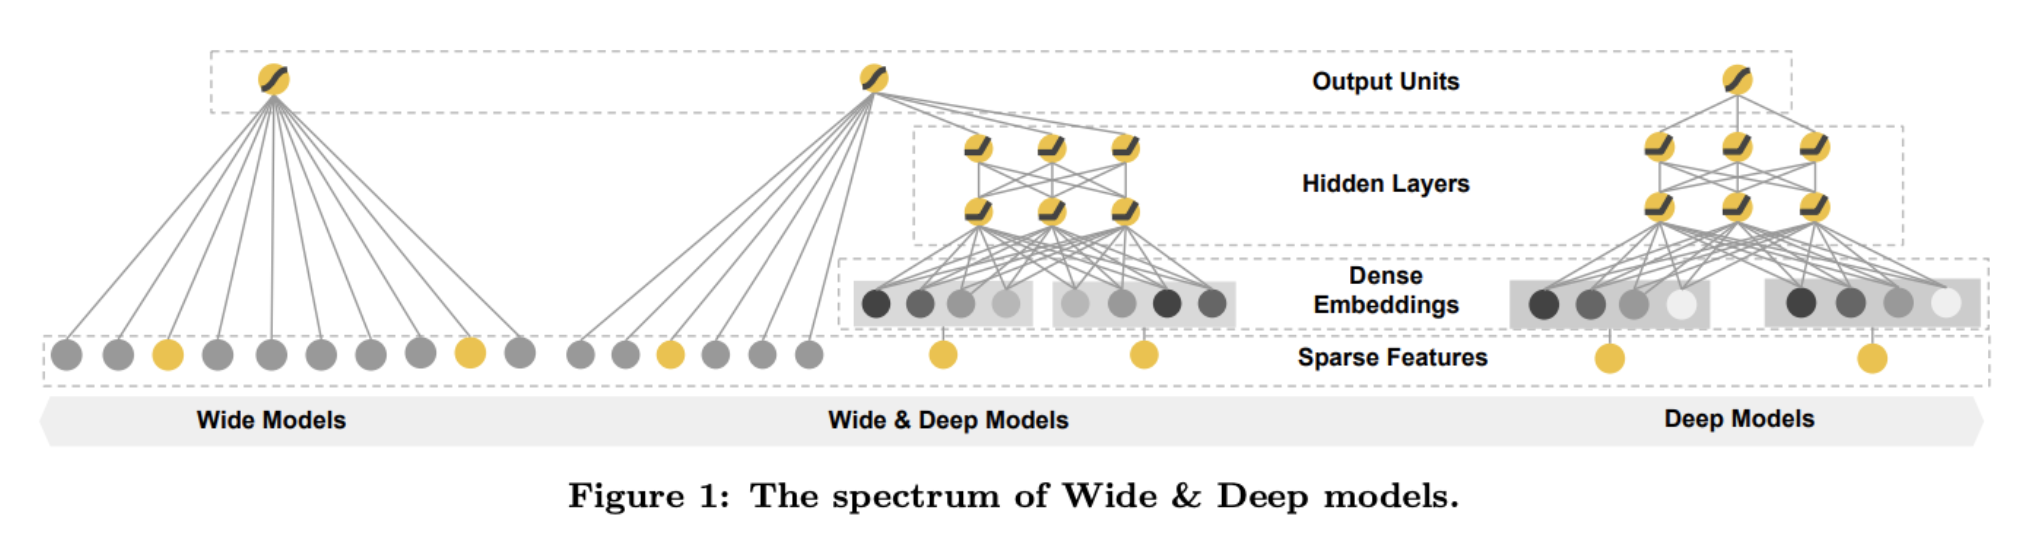 Output Units
Hidden Layers
Dense
Embeddings
Sparse Features
Wide Models
Wide & Deep Models
Deep Models
Figure 1: The spectrum of Wide & Deep models.